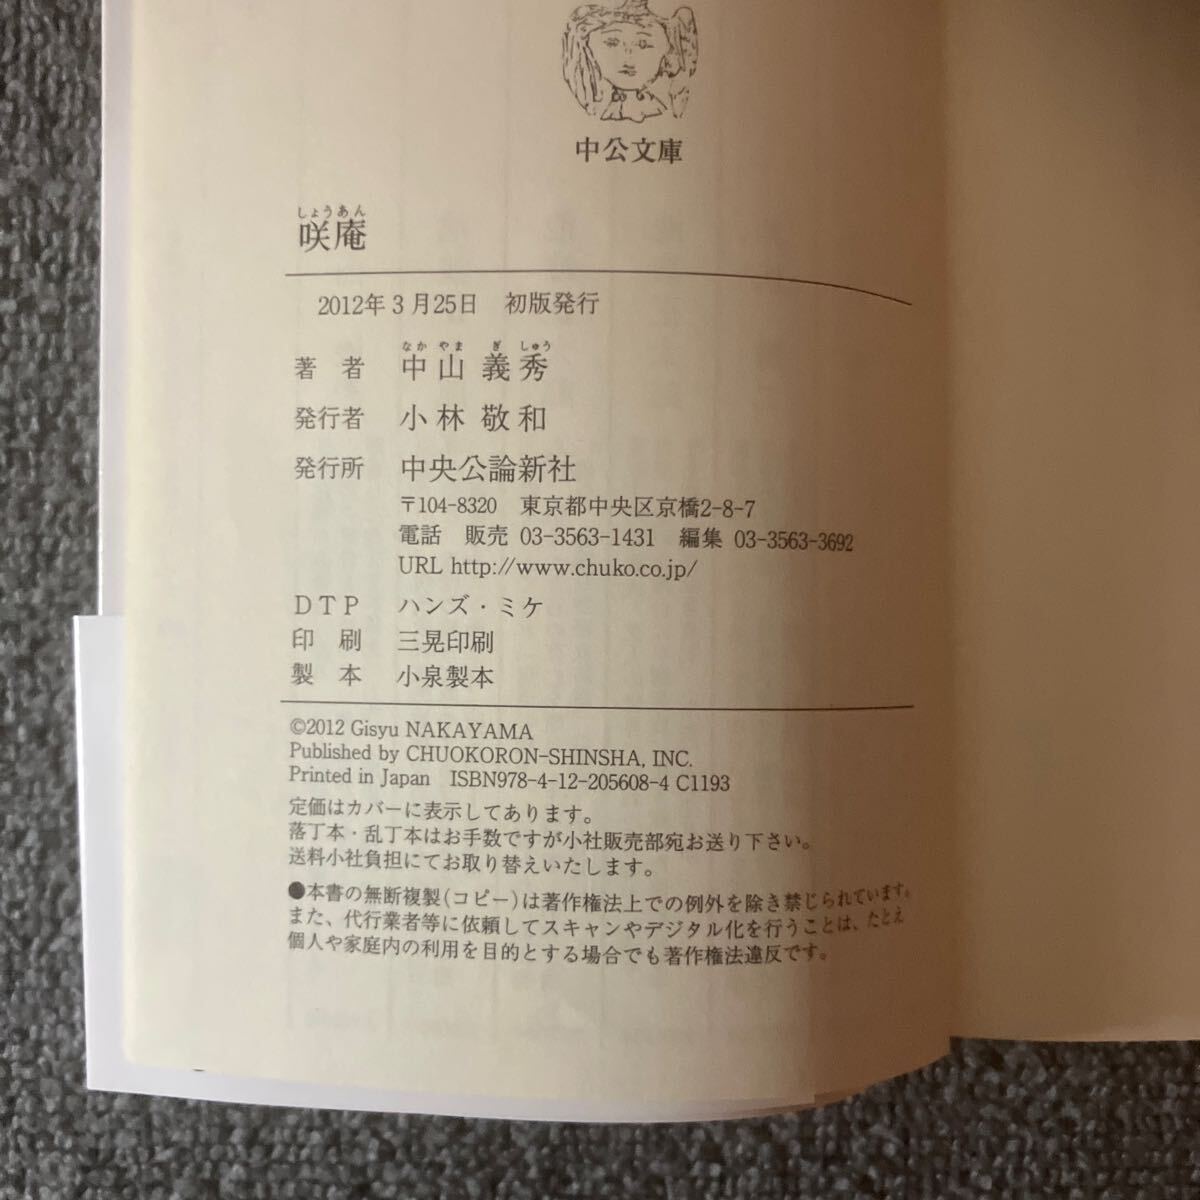 中公文庫
しょうあん
咲庵
2012年3月25日 初版発行
なか やま ぎ しゅう
著 者 中山 義秀
発行者 小林 敬和
発行所 中央公論新社
〒104-8320 東京都中央区京橋2-8-7
電話 販売 03-3563-1431 編集 03-3563-3692
URL http://www.chuko.co.jp/
DTP ハンズ・ミケ
印 刷 三晃印刷
製 本 小泉製本
©2012 Gisyu NAKAYAMA
Published by CHUOKORON-SHINSHA, INC.
Printed in Japan ISBN978-4-12-205608-4 C1193
定価はカバーに表示してあります。
落丁本・乱丁本はお手数ですが小社販売部宛お送り下さい。
送料小社負担にてお取り替えいたします。
●本書の無断複製(コピー)は著作権法上での例外を除き禁じられています。
また、代行業者等に依頼してスキャンやデジタル化を行うことは、たとえ
個人や家庭内の利用を目的とする場合でも著作権法違反です。